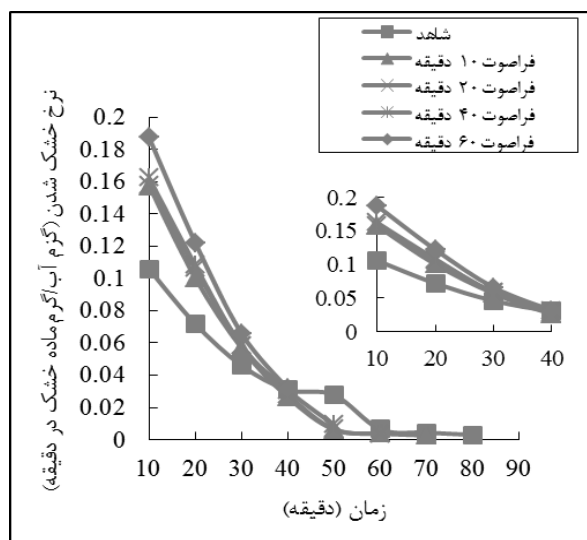 شاهد
فراصوت ۱۰ دقیقه
فراصوت ۲۰ دقیقه
فراصوت ۴۰ دقیقه
فراصوت ۶۰ دقیقه
نرخ خشک شدن (گرم آب/گرم ماده خشک در دقیقه)
0.2
0.18
0.16
0.14
0.12
0.1
0.08
0.06
0.04
0.02
0
10 20 30 40 50 60 70 80 90
زمان (دقیقه)
0.2
0.15
0.1
0.05
0
10 20 30 40